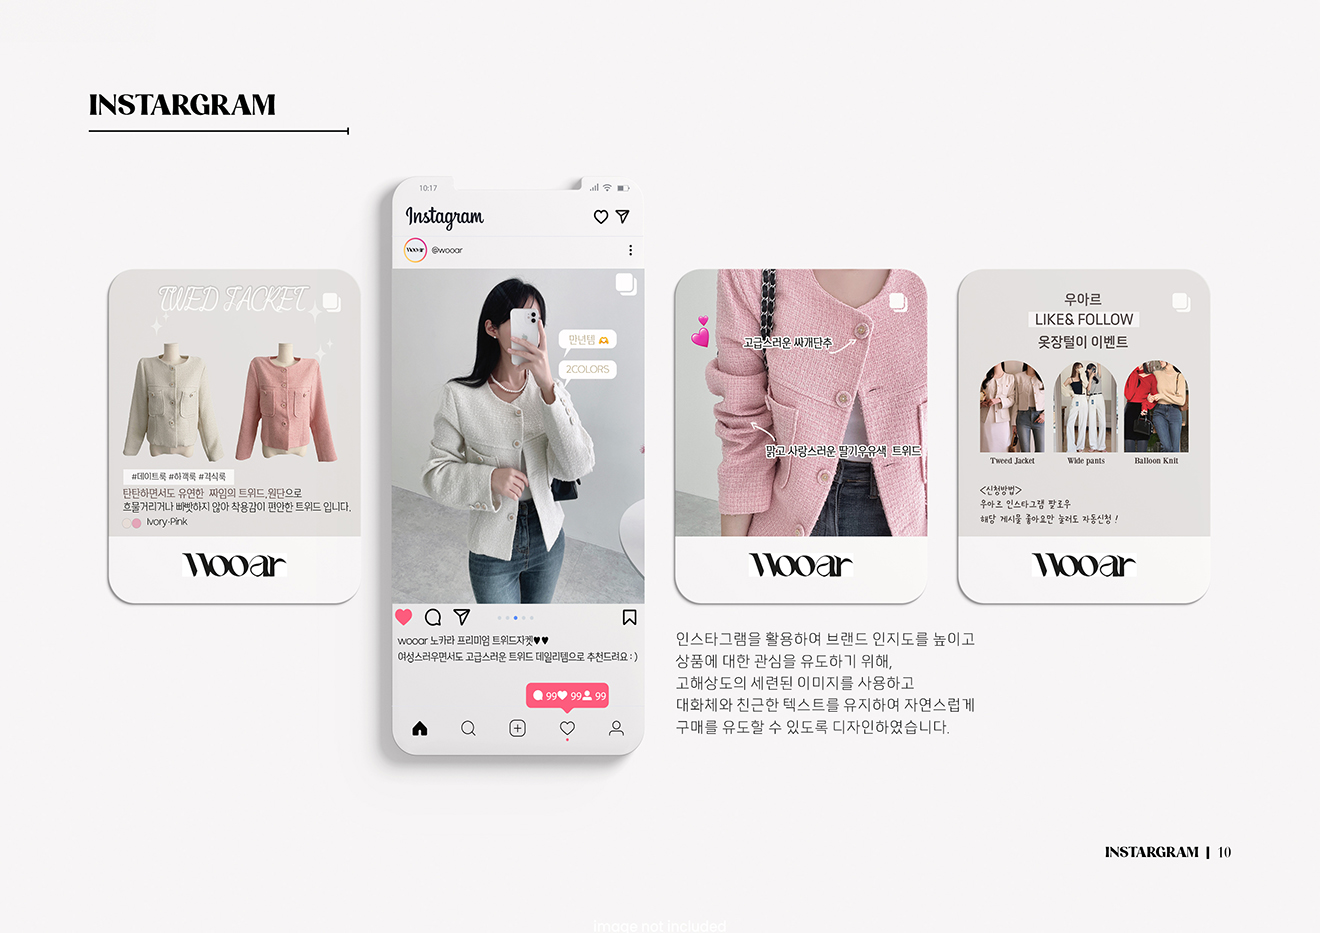 INSTARGRAM
TWED JACKET
#데이트룩 #하객룩 #격식룩
탄탄하면서도 유연한 짜임의 트위드,원단으로
흐물거리거나 빠빳하지 않아 착용감이 편안한 트위드 입니다.
Ivory·Pink
Wooar
10:17
Instagram
wooar
@wooar
만년템
2COLORS
wooar 노카라 프리미엄 트위드자켓♥♥
여성스러우면서도 고급스러운 트위드 데일리템으로 추천드려요 : )
99 99 99
고급스러운 싸개단추
맑고 사랑스러운 딸기우유색 트위드
Wooar
우아르
LIKE& FOLLOW
옷장털이 이벤트
Tweed Jacket Wide pants Balloon Knit
<신청방법>
우아르 인스타그램 팔로우
해당 게시물 좋아요만 눌러도 자동신청 !
Wooar
인스타그램을 활용하여 브랜드 인지도를 높이고
상품에 대한 관심을 유도하기 위해,
고해상도의 세련된 이미지를 사용하고
대화체와 친근한 텍스트를 유지하여 자연스럽게
구매를 유도할 수 있도록 디자인하였습니다.
INSTARGRAM | 10
image not included